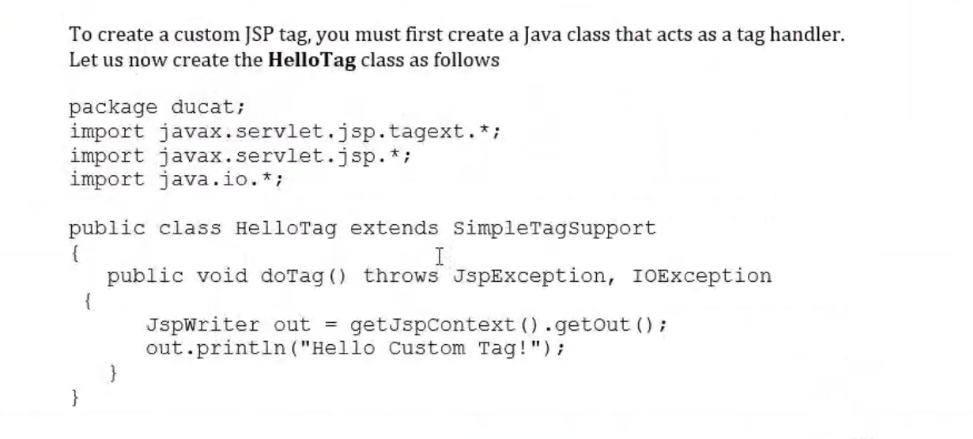 To create a custom JSP tag, you must first create a Java class that acts as a tag handler.
Let us now create the HelloTag class as follows
package ducat;
import javax.servlet.jsp.tagext.*;
import javax.servlet.jsp.*;
import java.io.*;
public class HelloTag extends SimpleTagSupport
{
public void doTag() throws JspException, IOException
{
JspWriter out = getJspContext().getOut();
out.println("Hello Custom Tag!");
}
}